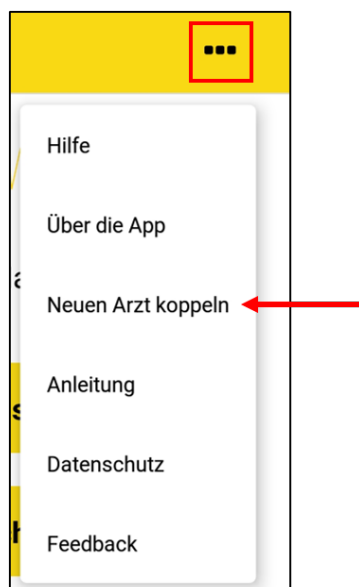 Hilfe
Über die App
Neuen Arzt koppeln
Anleitung
Datenschutz
Feedback